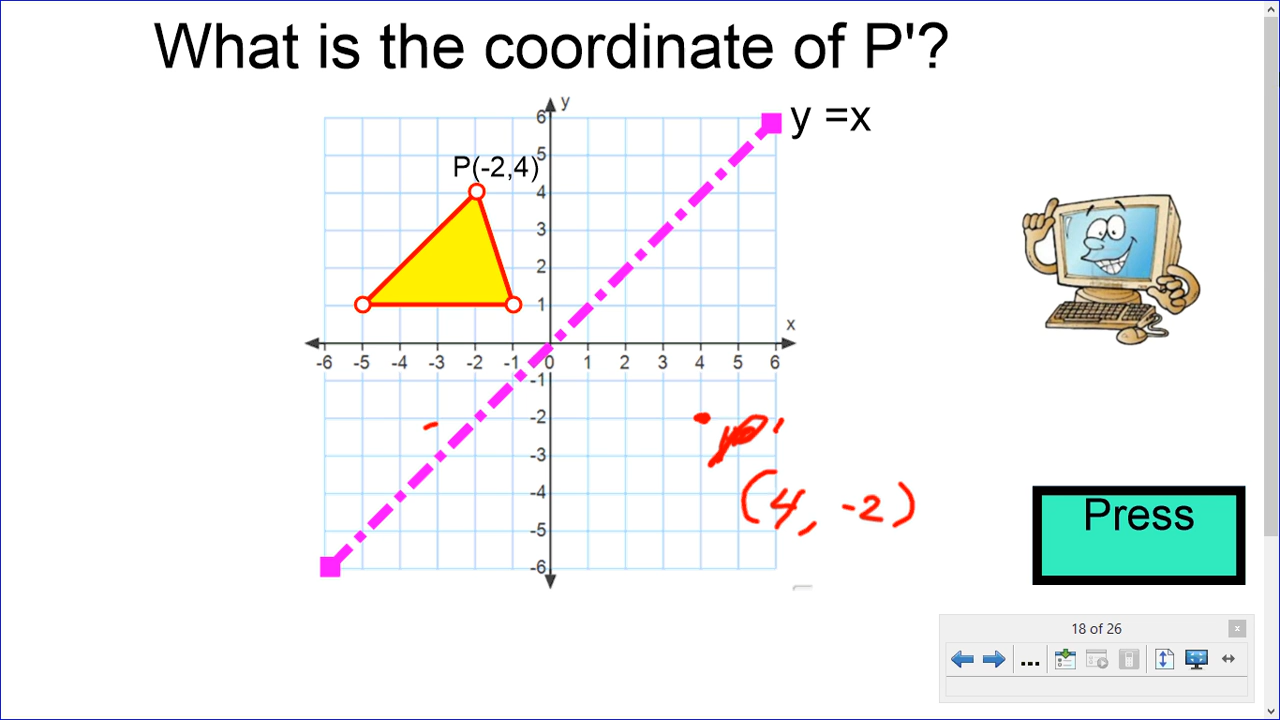 What is the coordinate of P'?
y
y =x
6
5
P(-2,4)
4
3
2
1
x
-6 -5 -4 -3 -2 -1 0 1 2 3 4 5 6
-1
-2
P'
-3
-4
(4, -2)
Press
-5
-6
18 of 26
x
...